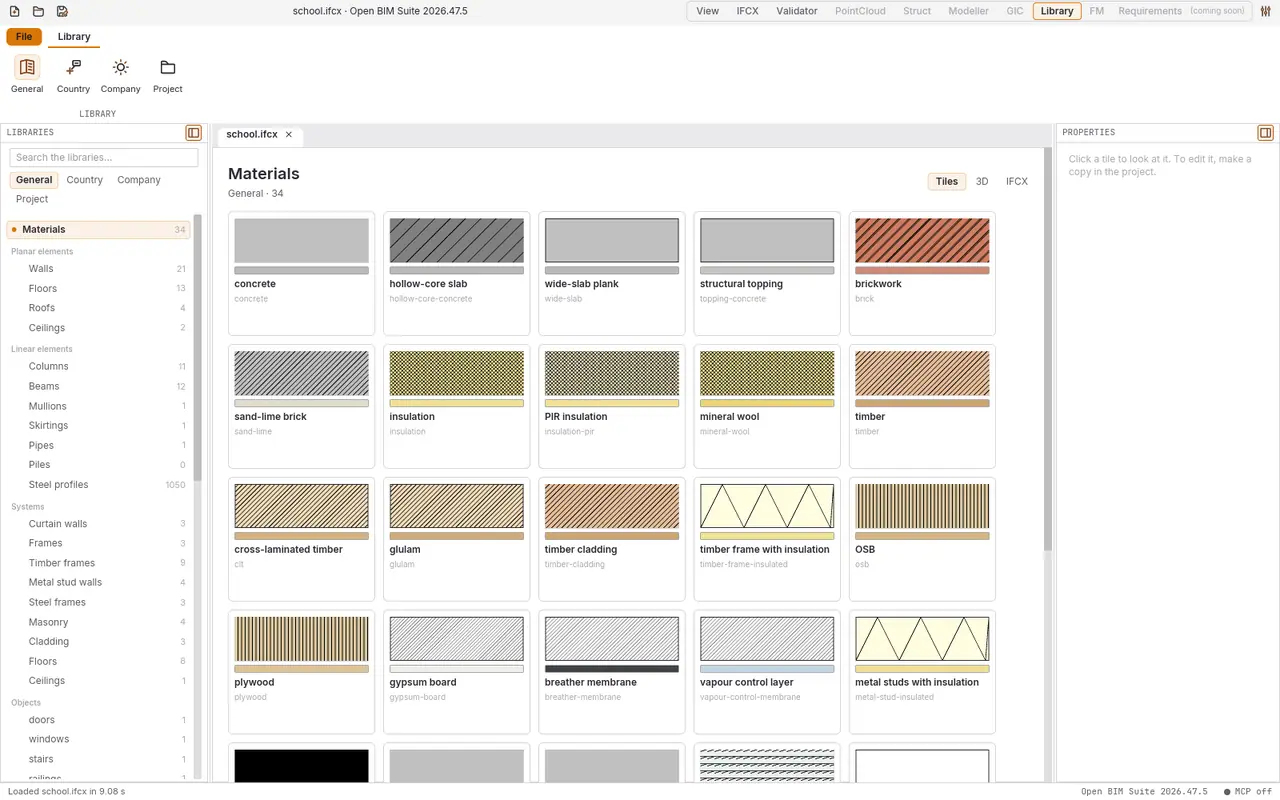 school.ifcx · Open BIM Suite 2026.47.5
View IFCX Validator PointCloud Struct Modeller GIC Library FM Requirements (coming soon)
File Library
General Country Company Project
LIBRARY
LIBRARIES
Search the libraries...
General Country Company
Project
Materials 34
Planar elements
Walls 21
Floors 13
Roofs 4
Ceilings 2
Linear elements
Columns 11
Beams 12
Mullions 1
Skirtings 1
Pipes 1
Piles 0
Steel profiles 1050
Systems
Curtain walls 3
Frames 3
Timber frames 9
Metal stud walls 4
Steel frames 3
Masonry 4
Cladding 3
Floors 6
Ceilings 1
Objects
doors 1
windows 1
stairs 1
railings 1
school.ifcx ×
Materials
General · 34
Tiles 3D IFCX
concrete
concrete
hollow-core slab
hollow-core-concrete
wide-slab plank
wide-slab
structural topping
topping-concrete
brickwork
brick
sand-lime brick
sand-lime
insulation
insulation
PIR insulation
insulation-pir
mineral wool
mineral-wool
timber
timber
cross-laminated timber
clt
glulam
glulam
timber cladding
timber-cladding
timber frame with insulation
timber-frame-insulated
OSB
osb
plywood
plywood
gypsum board
gypsum-board
breather membrane
breather-membrane
vapour control layer
vapour-control-membrane
metal studs with insulation
metal-stud-insulated
PROPERTIES
Click a tile to look at it. To edit it, make a
copy in the project.
Loaded school.ifcx in 9.08 s
Open BIM Suite 2026.47.5 MCP off